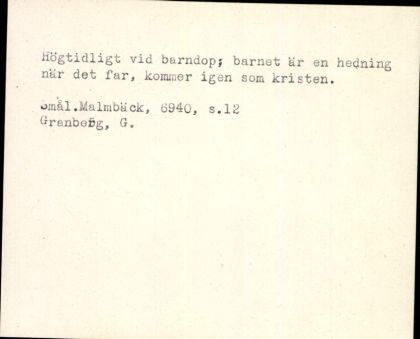 Högtidligt vid barndop; barnet är en hedning
när det far, kommer igen som kristen.
Smål.Malmbäck, 6940, s.12
Granberg, G.